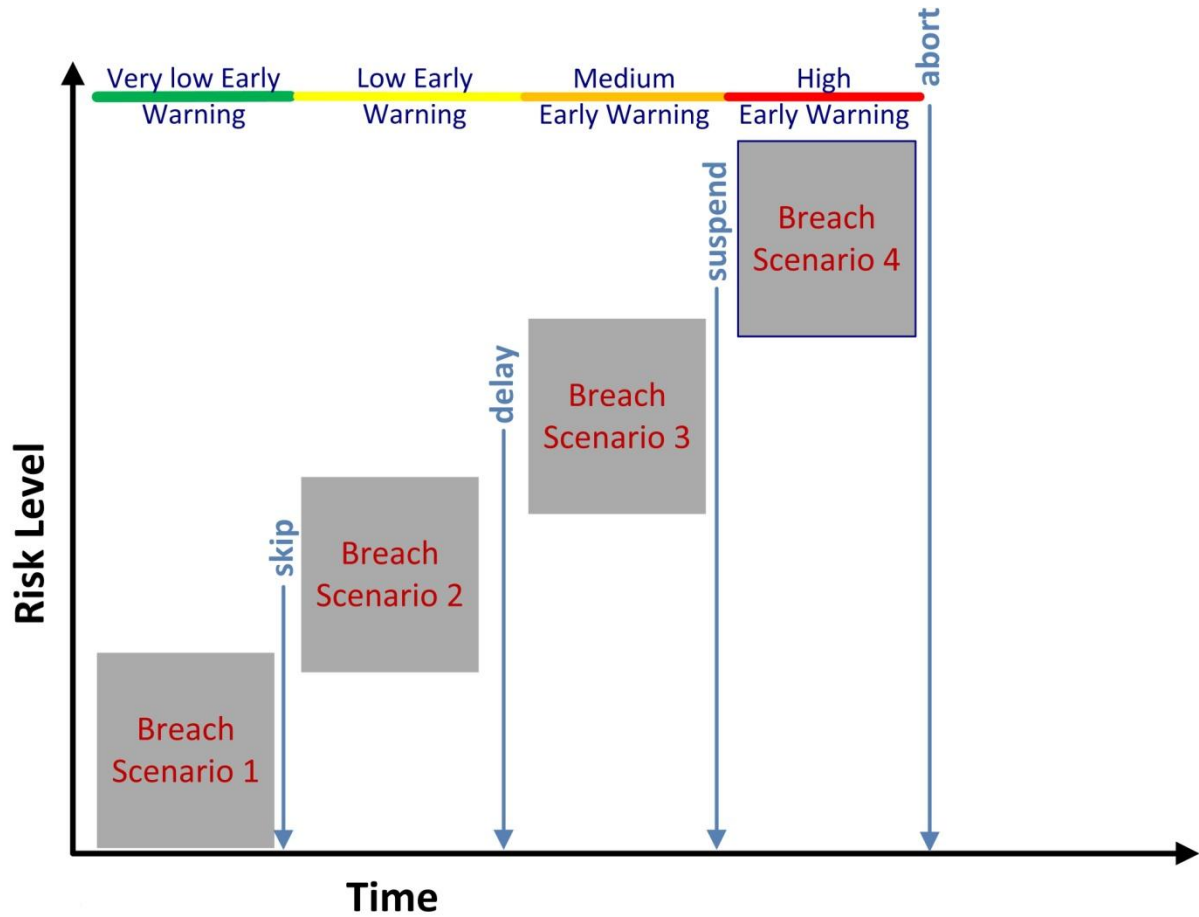 abort
Very low Early
Warning
Low Early
Warning
Medium
Early Warning
High
Early Warning
suspend
Breach
Scenario 4
delay
Breach
Scenario 3
skip
Breach
Scenario 2
Risk Level
Breach
Scenario 1
Time